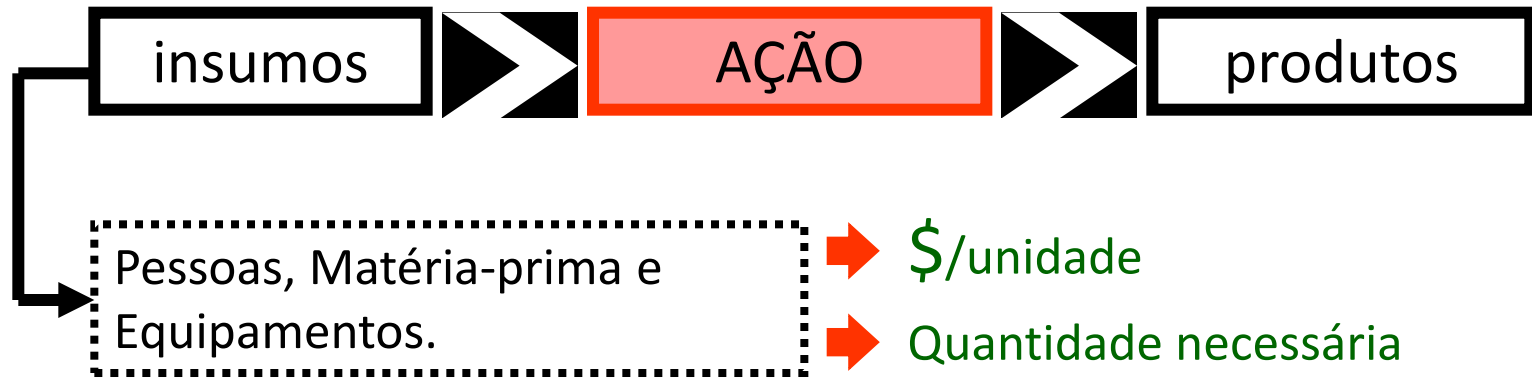 insumos
AÇÃO
produtos
Pessoas, Matéria-prima e
Equipamentos.
$/unidade
Quantidade necessária